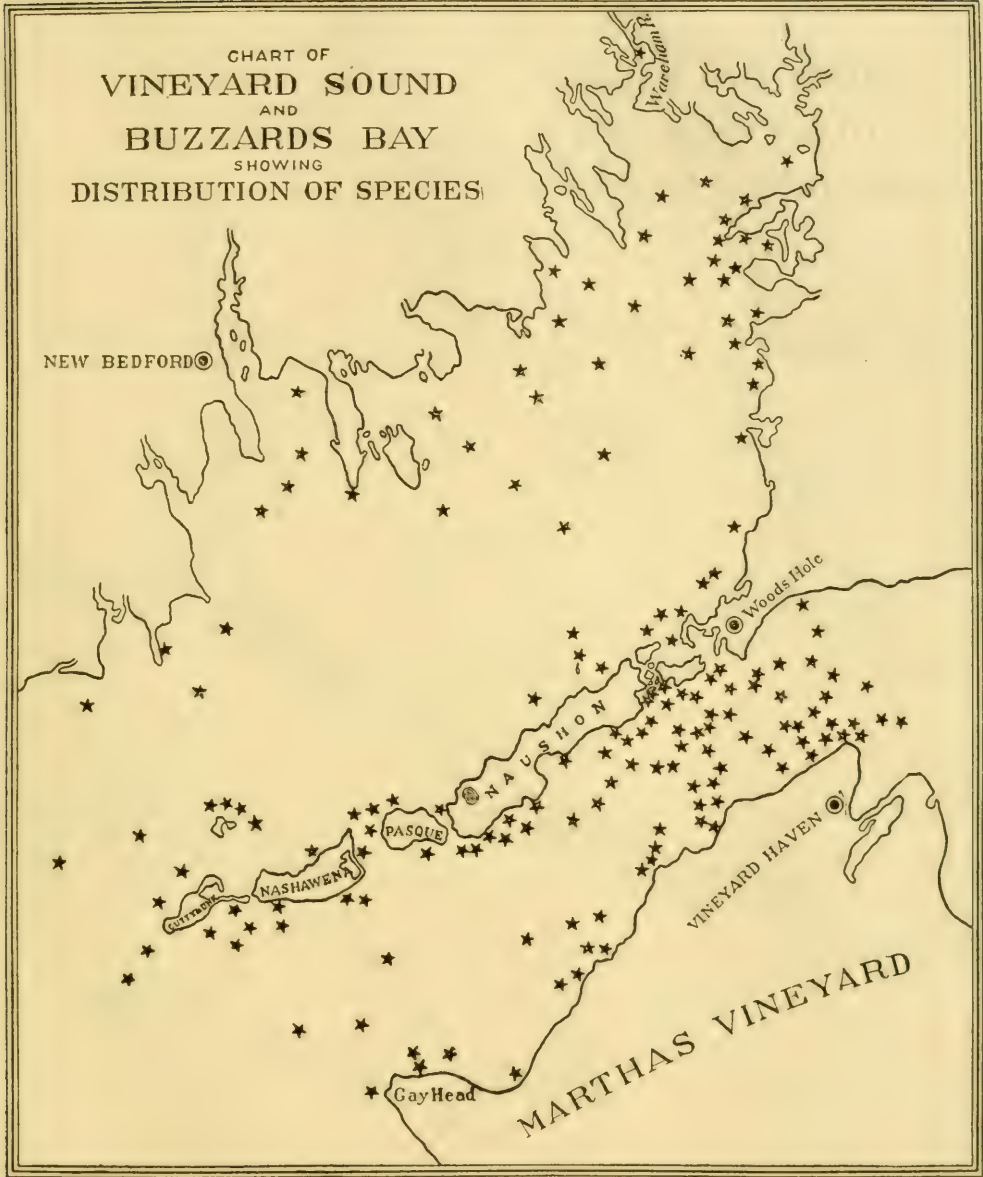 CHART OF
VINEYARD SOUND
AND
BUZZARDS BAY
SHOWING
DISTRIBUTION OF SPECIES
Wareham R.
NEW BEDFORD
Woods Hole
NAUSHON
PASQUE
NASHAWENA
CUTTYHUNK
VINEYARD HAVEN
MARTHAS VINEYARD
Gay Head